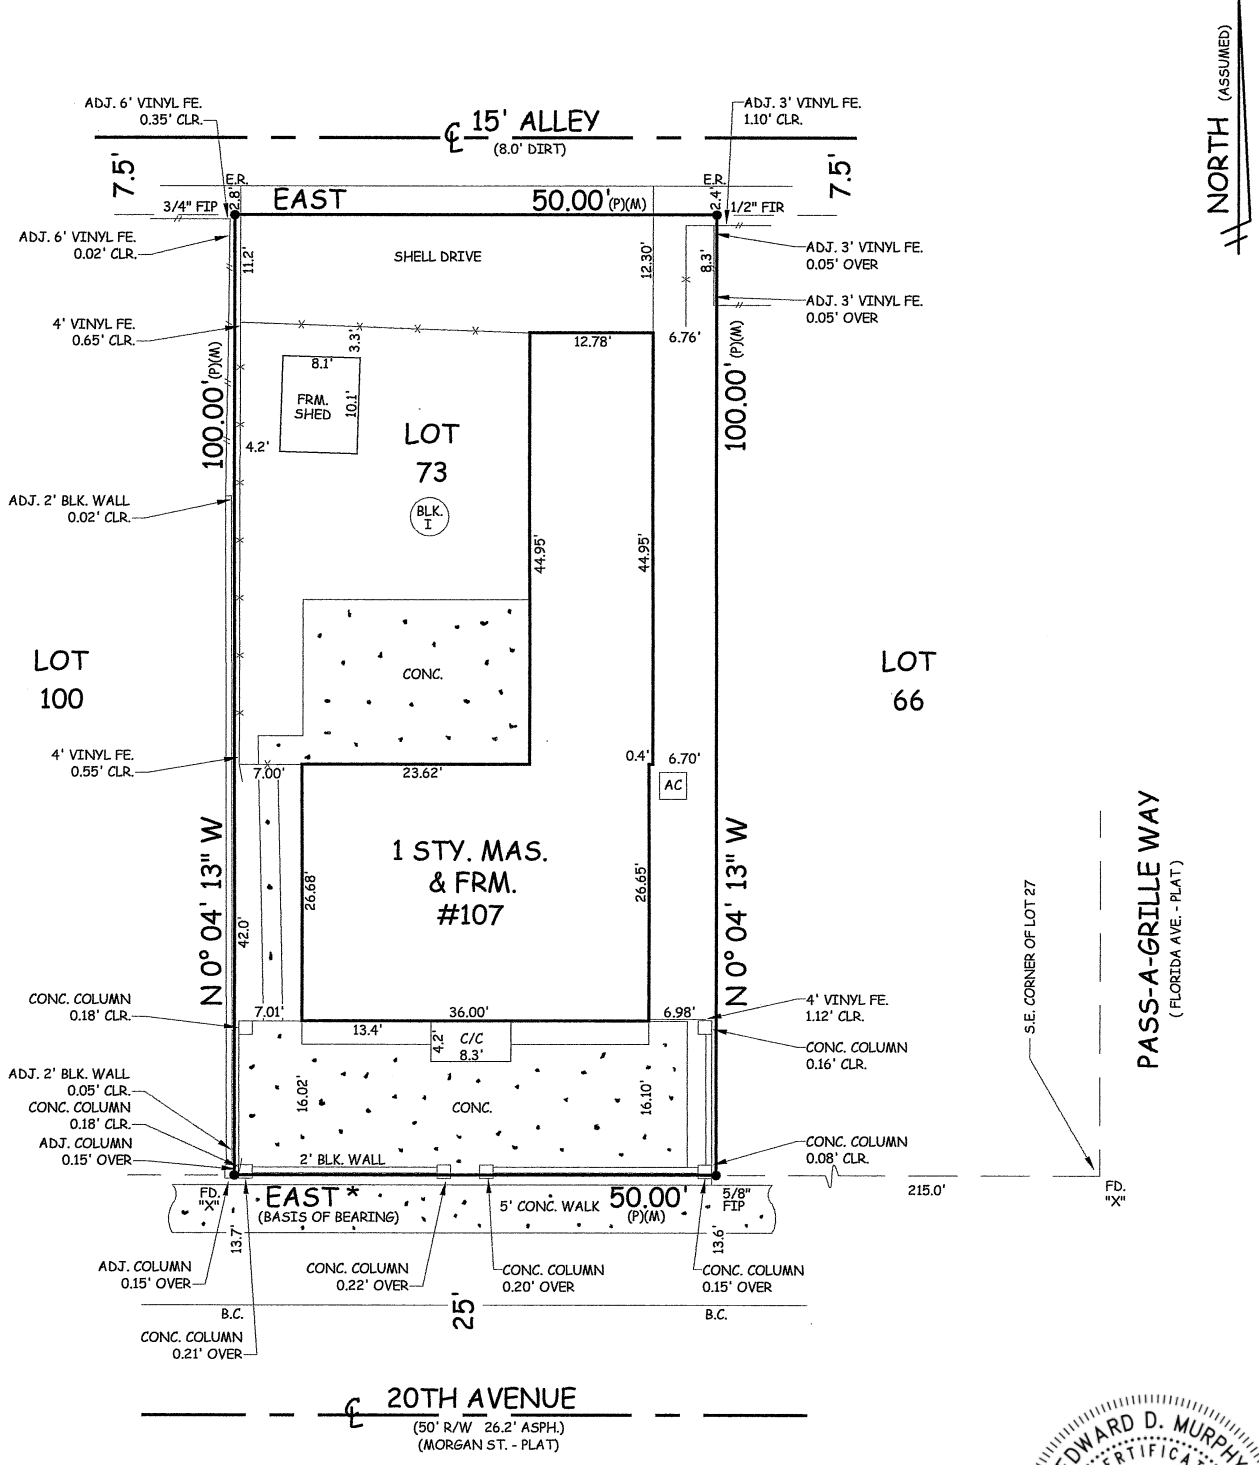 NORTH (ASSUMED)
ADJ. 6' VINYL FE.
0.35' CLR.
℄ 15' ALLEY
(8.0' DIRT)
ADJ. 3' VINYL FE.
1.10' CLR.
7.5'
7.5'
E.R.
E.R.
2.8'
2.4'
3/4" FIP
EAST
50.00' (P)(M)
1/2" FIR
ADJ. 6' VINYL FE.
0.02' CLR.
11.2'
SHELL DRIVE
12.30'
8.3'
ADJ. 3' VINYL FE.
0.05' OVER
ADJ. 3' VINYL FE.
0.05' OVER
4' VINYL FE.
0.65' CLR.
3.3'
12.78'
6.76'
100.00' (P)(M)
100.00' (P)(M)
8.1'
FRM.
SHED
10.1'
4.2'
LOT
73
BLK.
I
ADJ. 2' BLK. WALL
0.02' CLR.
44.95'
44.95'
LOT
100
CONC.
LOT
66
4' VINYL FE.
0.55' CLR.
7.00'
23.62'
0.4'
6.70'
AC
N 0° 04' 13" W
N 0° 04' 13" W
1 STY. MAS.
& FRM.
#107
26.68'
26.65'
42.0'
PASS-A-GRILLE WAY
(FLORIDA AVE. - PLAT)
S.E. CORNER OF LOT 27
CONC. COLUMN
0.18' CLR.
7.01'
36.00'
6.98'
4' VINYL FE.
1.12' CLR.
13.4'
4.2'
C/C
8.3'
CONC. COLUMN
0.16' CLR.
ADJ. 2' BLK. WALL
0.05' CLR.
CONC. COLUMN
0.18' CLR.
ADJ. COLUMN
0.15' OVER
16.02'
CONC.
16.10'
CONC. COLUMN
0.08' CLR.
2' BLK. WALL
FD.
"X"
EAST *
(BASIS OF BEARING)
5' CONC. WALK
50.00'
(P)(M)
5/8"
FIP
215.0'
FD.
"X"
13.7'
13.6'
ADJ. COLUMN
0.15' OVER
CONC. COLUMN
0.22' OVER
CONC. COLUMN
0.20' OVER
CONC. COLUMN
0.15' OVER
B.C.
25'
B.C.
CONC. COLUMN
0.21' OVER
℄ 20TH AVENUE
(50' R/W 26.2' ASPH.)
(MORGAN ST. - PLAT)
EDWARD D. MURPHY
CERTIFICA